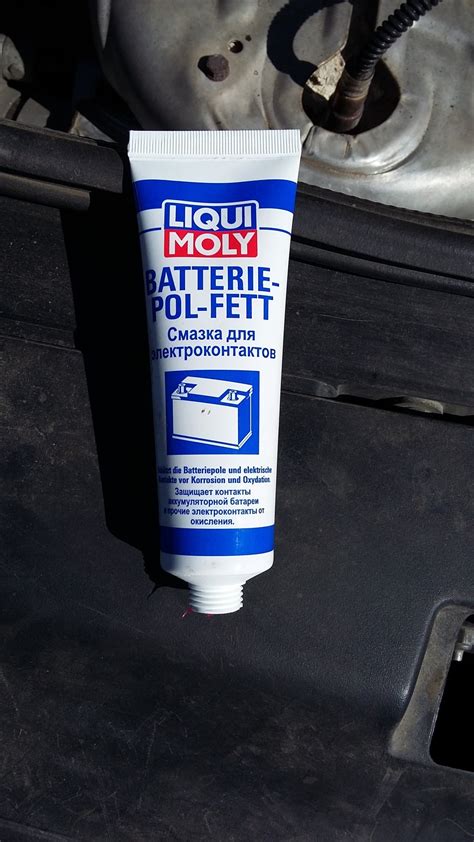 LIQUI
MOLY
BATTERIE-
POL-FETT
Смазка для
электроконтактов
die Batteriepole und elektrische
vor Korrosion und Oxydation.
Защищает контакты
аккумуляторной батареи
и прочие электроконтакты от
окисления.